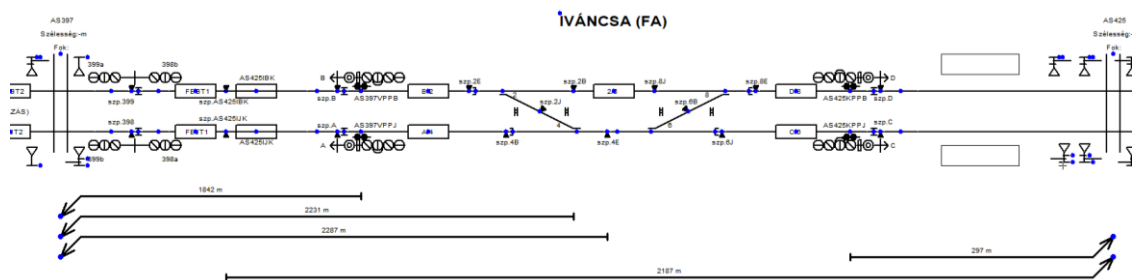 IVÁNCSA (FA)
AS397
Szélesség:-m
Fok:
AS425
Szélesség:-
Fok:
399a
398b
AS425IBK
B
D
BT2
szp.399
szp.AS425IBK
szp.B
AS397VPPB
szp.2E
szp.2B
szp.8J
szp.8E
AS425KPPB
szp.D
2
szp.2J
szp.6B
8
ZÁS.)
szp.398
szp.AS425IJK
szp.A
4
6
szp.C
399b
398a
AS425IJK
A
AS397VPPJ
szp.4B
szp.4E
szp.6J
AS425KPPJ
C
1842 m
2231 m
2287 m
297 m
2187 m